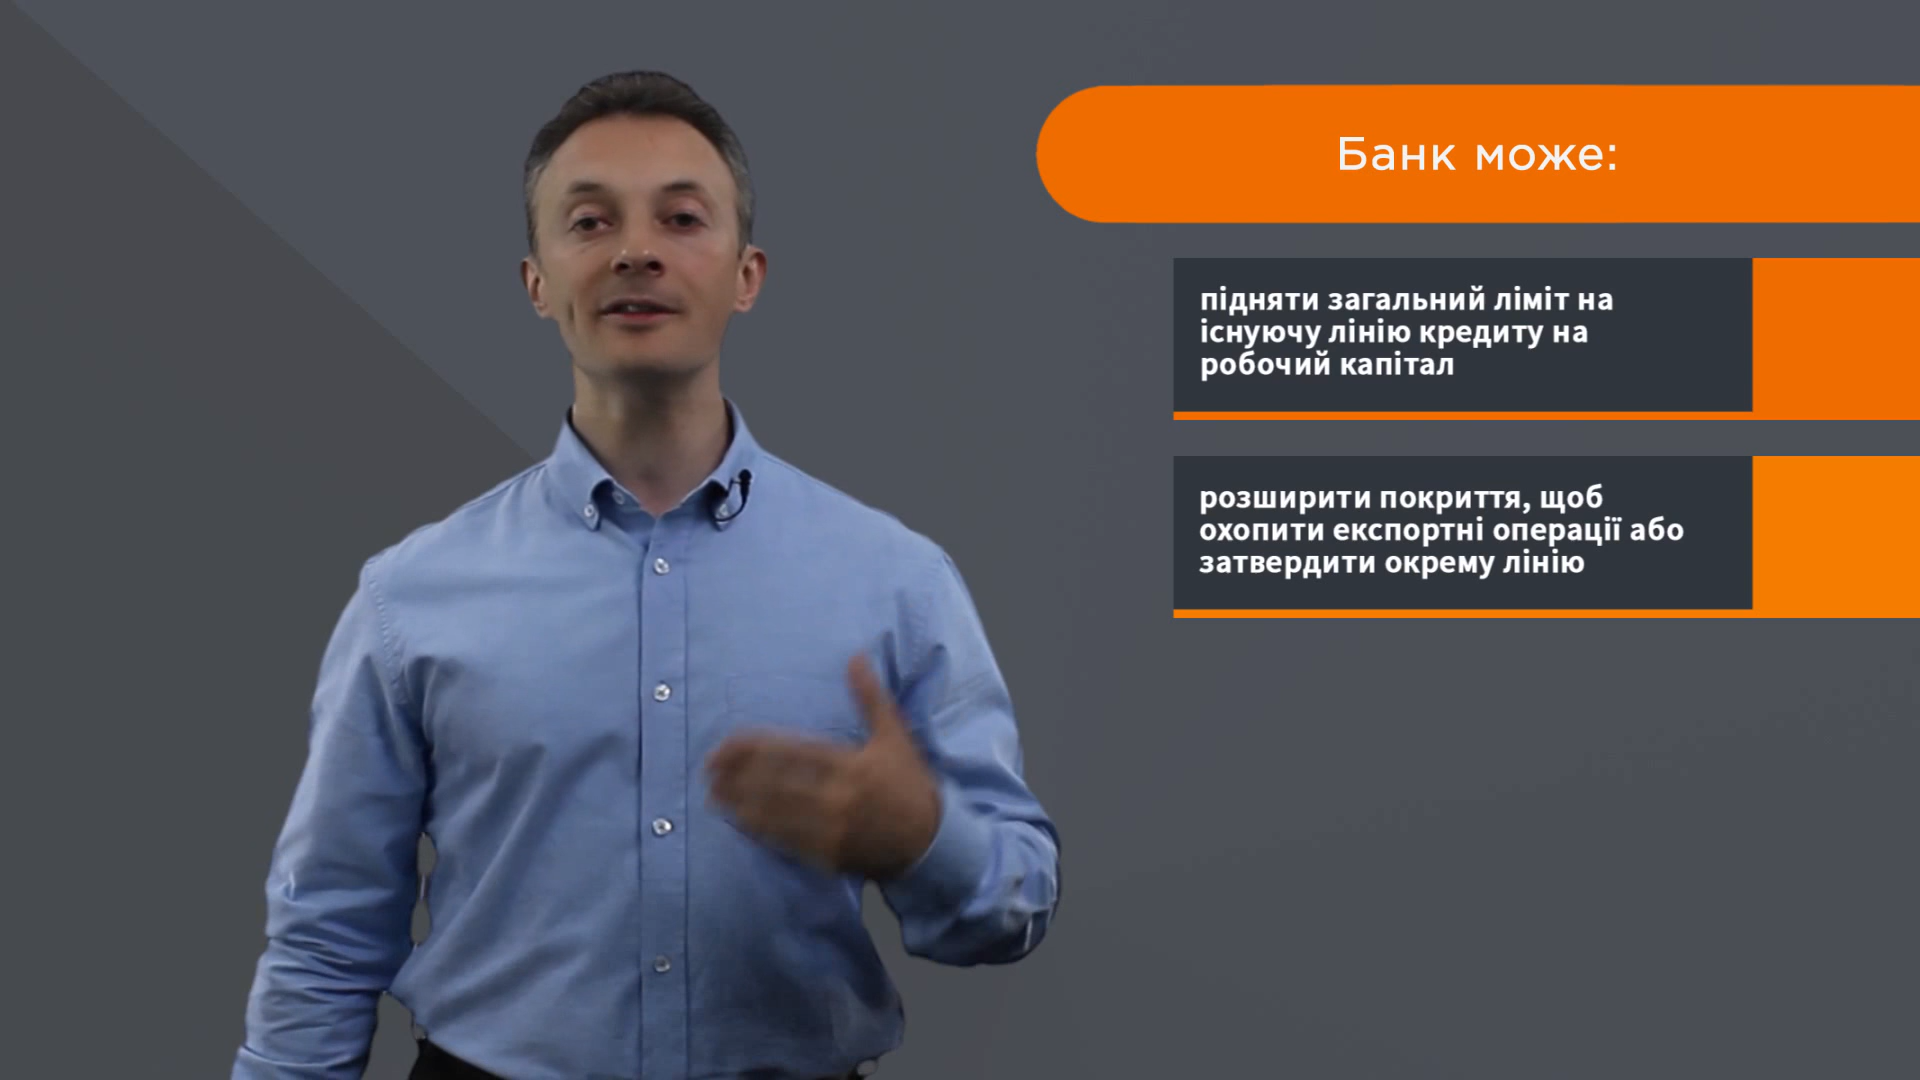 Банк може:
підняти загальний ліміт на
існуючу лінію кредиту на
робочий капітал
розширити покриття, щоб
охопити експортні операції або
затвердити окрему лінію